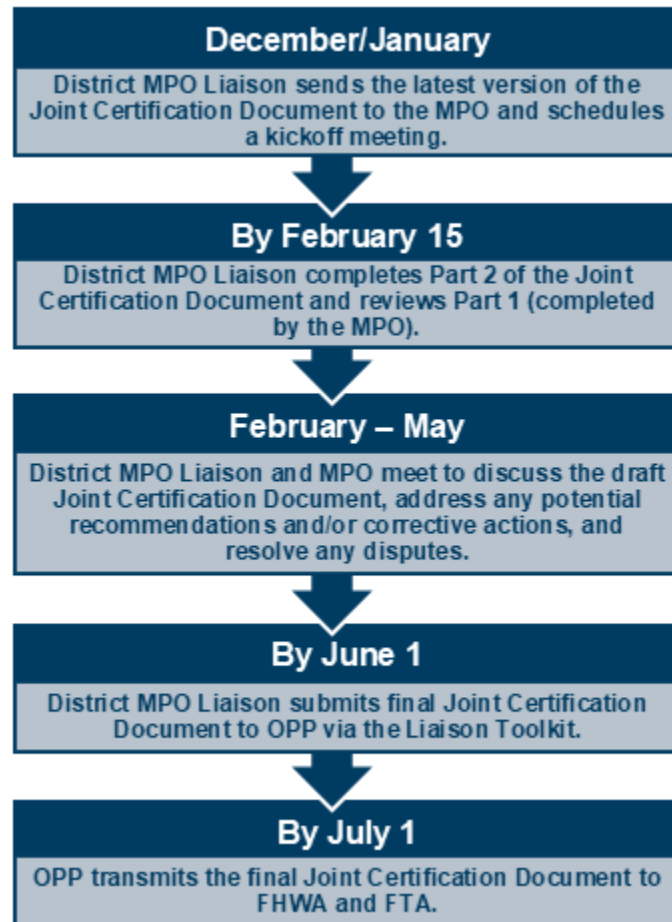 December/January
District MPO Liaison sends the latest version of the
Joint Certification Document to the MPO and schedules
a kickoff meeting.
By February 15
District MPO Liaison completes Part 2 of the Joint
Certification Document and reviews Part 1 (completed
by the MPO).
February – May
District MPO Liaison and MPO meet to discuss the draft
Joint Certification Document, address any potential
recommendations and/or corrective actions, and
resolve any disputes.
By June 1
District MPO Liaison submits final Joint Certification
Document to OPP via the Liaison Toolkit.
By July 1
OPP transmits the final Joint Certification Document to
FHWA and FTA.